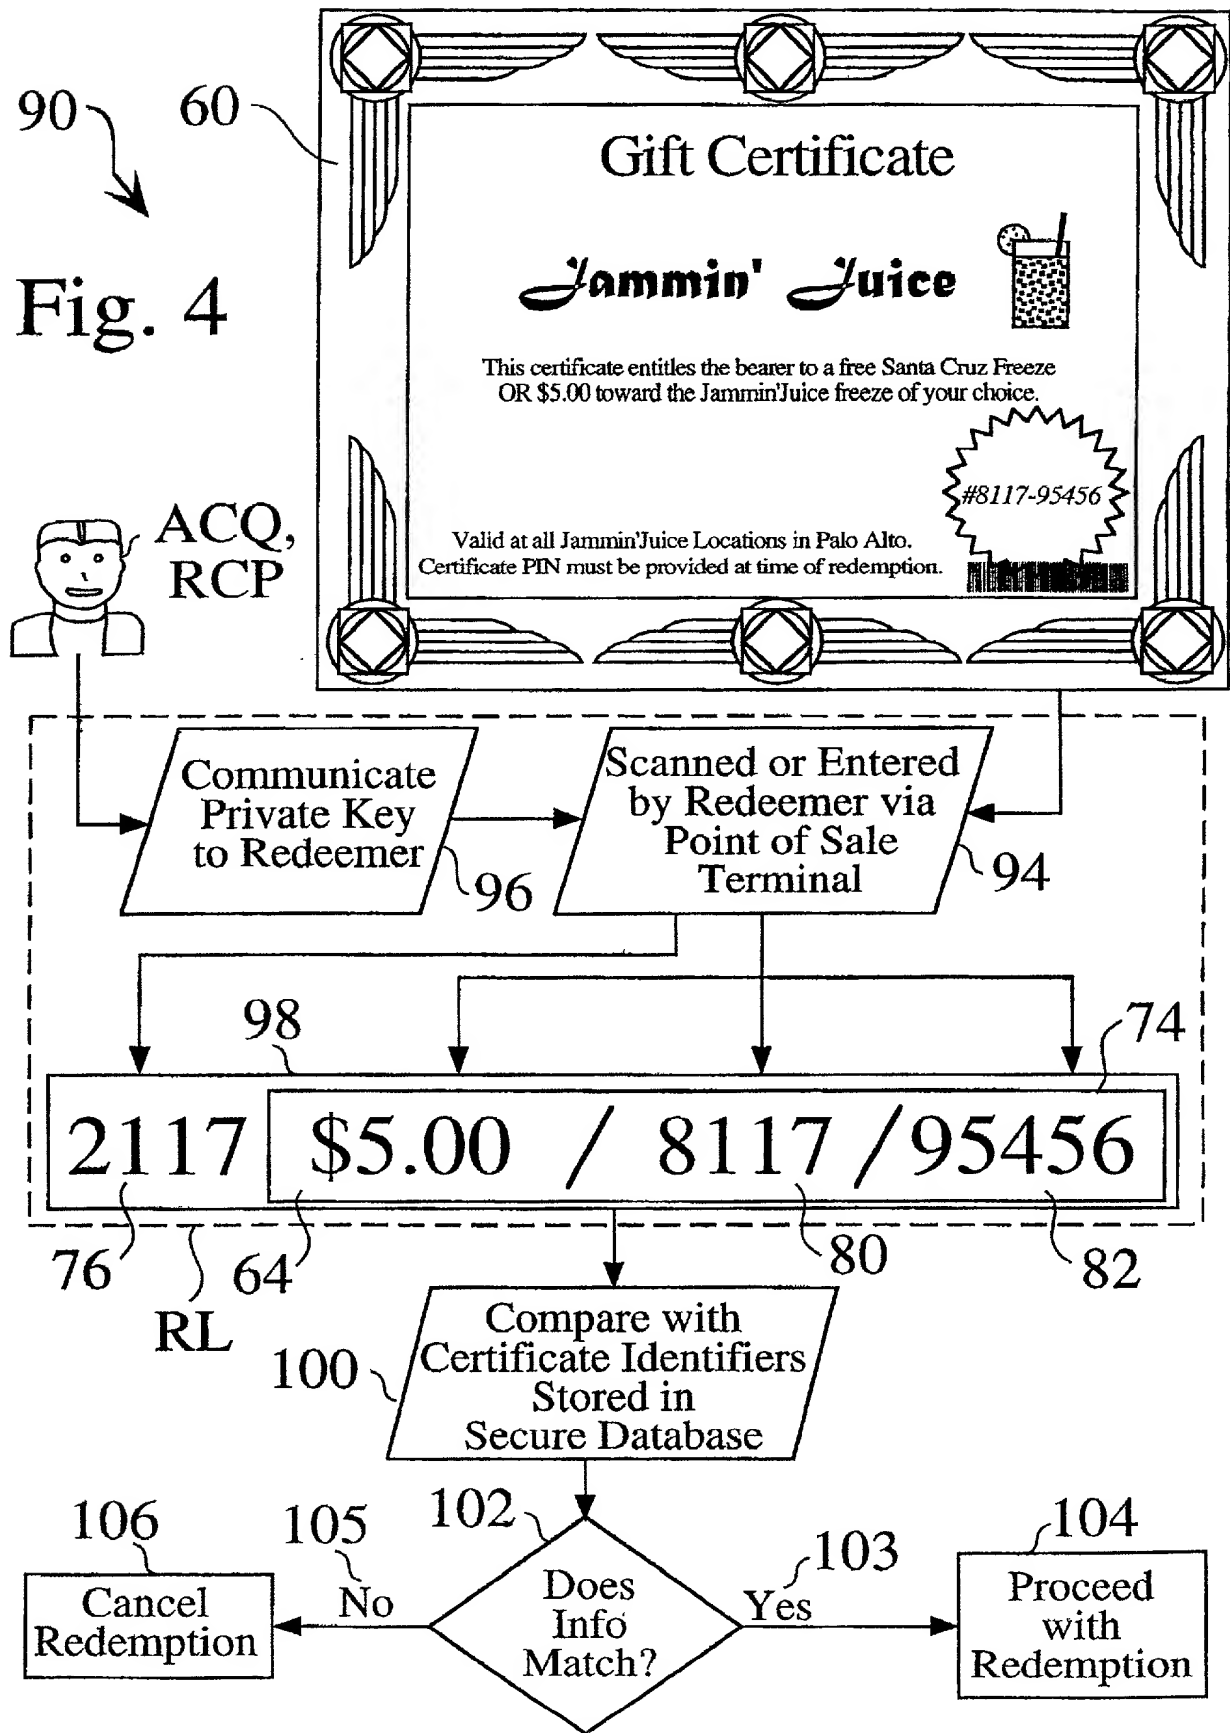 90
60
Fig. 4
Gift Certificate
Jammin' Juice
This certificate entitles the bearer to a free Santa Cruz Freeze
OR $5.00 toward the Jammin'Juice freeze of your choice.
#8117-95456
Valid at all Jammin'Juice Locations in Palo Alto.
Certificate PIN must be provided at time of redemption.
ACQ,
RCP
Communicate
Private Key
to Redeemer
96
Scanned or Entered
by Redeemer via
Point of Sale
Terminal
94
98
74
2117
$5.00 / 8117 / 95456
76
64
80
82
RL
Compare with
Certificate Identifiers
Stored in
Secure Database
100
102
Does
Info
Match?
105
No
106
Cancel
Redemption
103
Yes
104
Proceed
with
Redemption